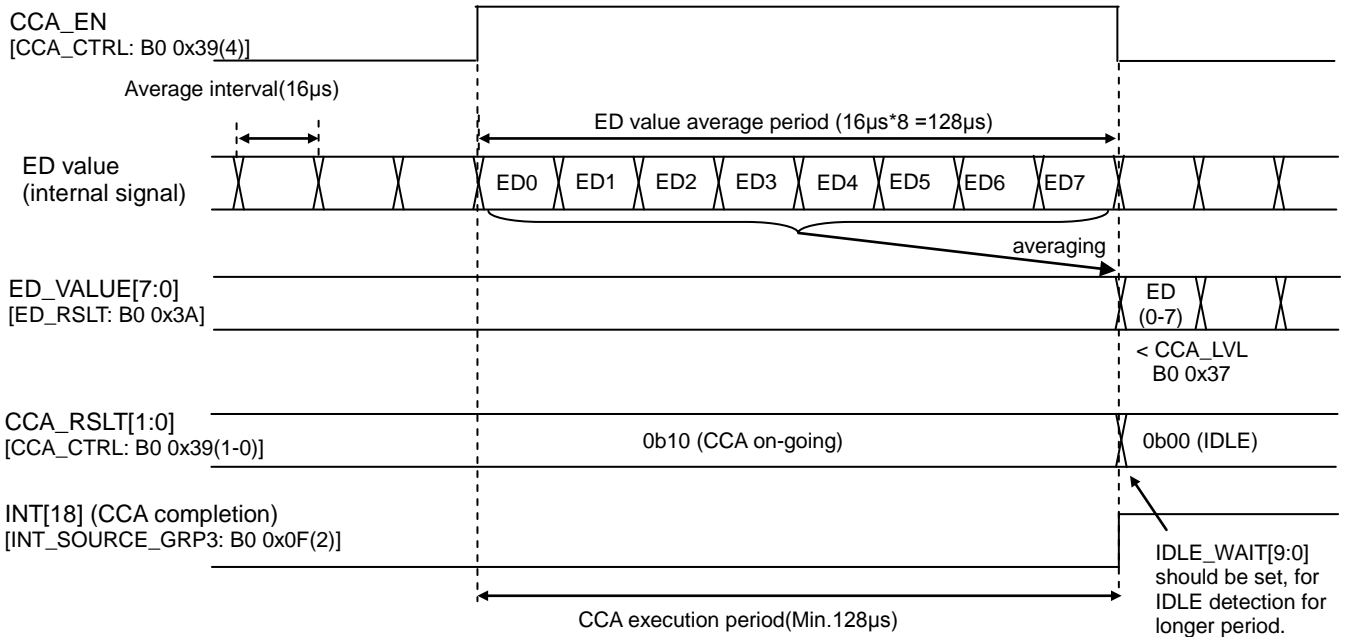 CCA_EN
[CCA_CTRL: B0 0x39(4)]
Average interval(16μs)
ED value average period (16μs*8 =128μs)
ED value
(internal signal)
ED0 ED1 ED2 ED3 ED4 ED5 ED6 ED7
averaging
ED_VALUE[7:0]
[ED_RSLT: B0 0x3A]
ED
(0-7)
< CCA_LVL
B0 0x37
CCA_RSLT[1:0]
[CCA_CTRL: B0 0x39(1-0)]
0b10 (CCA on-going)
0b00 (IDLE)
INT[18] (CCA completion)
[INT_SOURCE_GRP3: B0 0x0F(2)]
IDLE_WAIT[9:0]
should be set, for
IDLE detection for
longer period.
CCA execution period(Min.128μs)